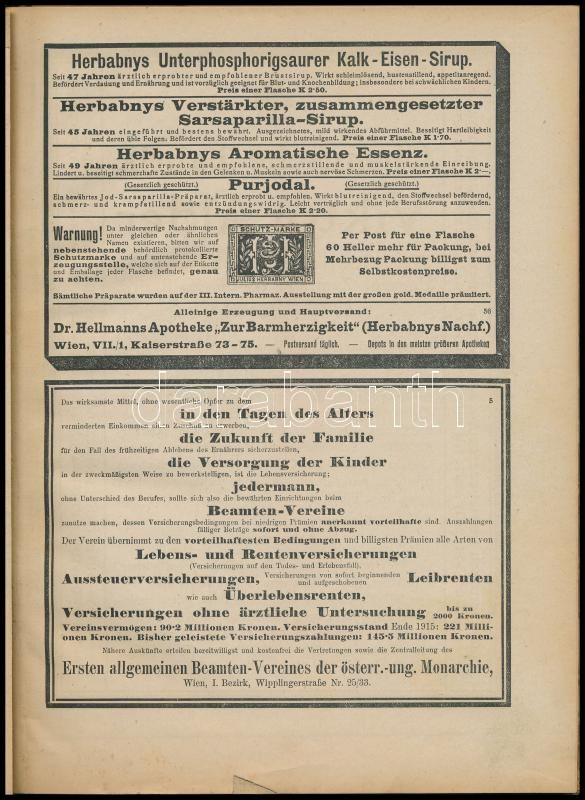 Herbabnys Unterphosphorigsaurer Kalk-Eisen-Sirup.
Seit 47 Jahren ärztlich erprobter und empfohlener Brustsirup. Wirkt schleimlösend, hustenstillend, appetitanregend.
Befördert Verdauung und Ernährung und ist vorzüglich geeignet für Blut- und Knochenbildung; insbesondere bei schwächlichen Kindern.
Preis einer Flasche K 2·50.
Herbabnys Verstärkter, zusammengesetzter
Sarsaparilla-Sirup.
Seit 45 Jahren eingeführt und bestens bewährt. Ausgezeichnetes, mild wirkendes Abführmittel. Beseitigt Hartleibigkeit
und deren üble Folgen. Befördert den Stoffwechsel und wirkt blutreinigend. Preis einer Flasche K 1·70.
Herbabnys Aromatische Essenz.
Seit 49 Jahren ärztlich erprobte und empfohlene, schmerzstillende und muskelstärkende Einreibung.
Lindert u. beseitigt schmerzhafte Zustände in den Gelenken u. Muskeln sowie auch nervöse Schmerzen. Preis einer Flasche K 2·—.
(Gesetzlich geschützt.) Purjodal. (Gesetzlich geschützt.)
Ein bewährtes Jod-Sarsaparilla-Präparat, ärztlich erprobt u. empfohlen. Wirkt blutreinigend, den Stoffwechsel befördernd,
schmerz- und krampfstillend sowie entzündungswidrig. Leicht verträglich und ohne jede Berufsstörung anzuwenden.
Preis einer Flasche K 2·20.
Warnung! Da minderwertige Nachahmungen
unter gleichen oder ähnlichen
Namen existieren, bitten wir auf
nebenstehende behördlich protokollierte
Schutzmarke und auf untenstehende Er-
zeugungsstelle, welche sich auf der Etikette
und Emballage jeder Flasche befindet, genau
zu achten.
SCHUTZ-MARKE
JULIUS HERBABNY WIEN
Per Post für eine Flasche
60 Heller mehr für Packung, bei
Mehrbezug Packung billigst zum
Selbstkostenpreise.
Sämtliche Präparate wurden auf der III. Intern. Pharmaz. Ausstellung mit der großen gold. Medaille prämiiert.
Alleinige Erzeugung und Hauptversand: 56
Dr. Hellmanns Apotheke „Zur Barmherzigkeit" (Herbabnys Nachf.)
Wien, VII./1, Kaiserstraße 73–75. — Postversand täglich. — Depots in den meisten größeren Apotheken
Das wirksamste Mittel, ohne wesentliche Opfer zu dem 5
in den Tagen des Alters
verminderten Einkommen einen Zuschuß zu erwerben,
die Zukunft der Familie
für den Fall des frühzeitigen Ablebens des Ernährers sicherzustellen,
die Versorgung der Kinder
in der zweckmäßigsten Weise zu bewerkstelligen, ist die Lebensversicherung;
jedermann,
ohne Unterschied des Berufes, sollte sich also die bewährten Einrichtungen beim
Beamten-Vereine
zunutze machen, dessen Versicherungsbedingungen bei niedrigen Prämien anerkannt vorteilhafte sind. Auszahlungen
fälliger Beträge sofort und ohne Abzug.
Der Verein übernimmt zu den vorteilhaftesten Bedingungen und billigsten Prämien alle Arten von
Lebens- und Rentenversicherungen
(Versicherungen auf den Todes- und Erlebensfall),
Aussteuerversicherungen, Versicherungen von sofort beginnenden und aufgeschobenen Leibrenten
wie auch Überlebensrenten,
Versicherungen ohne ärztliche Untersuchung bis zu 2000 Kronen.
Vereinsvermögen: 90·2 Millionen Kronen. Versicherungsstand Ende 1915: 221 Milli-
onen Kronen. Bisher geleistete Versicherungszahlungen: 145·5 Millionen Kronen.
Nähere Auskünfte erteilen bereitwilligst und kostenfrei die Vertretungen sowie die Zentralleitung des
Ersten allgemeinen Beamten-Vereines der österr.-ung. Monarchie,
Wien, I. Bezirk, Wipplingerstraße Nr. 25/33.
darabanth